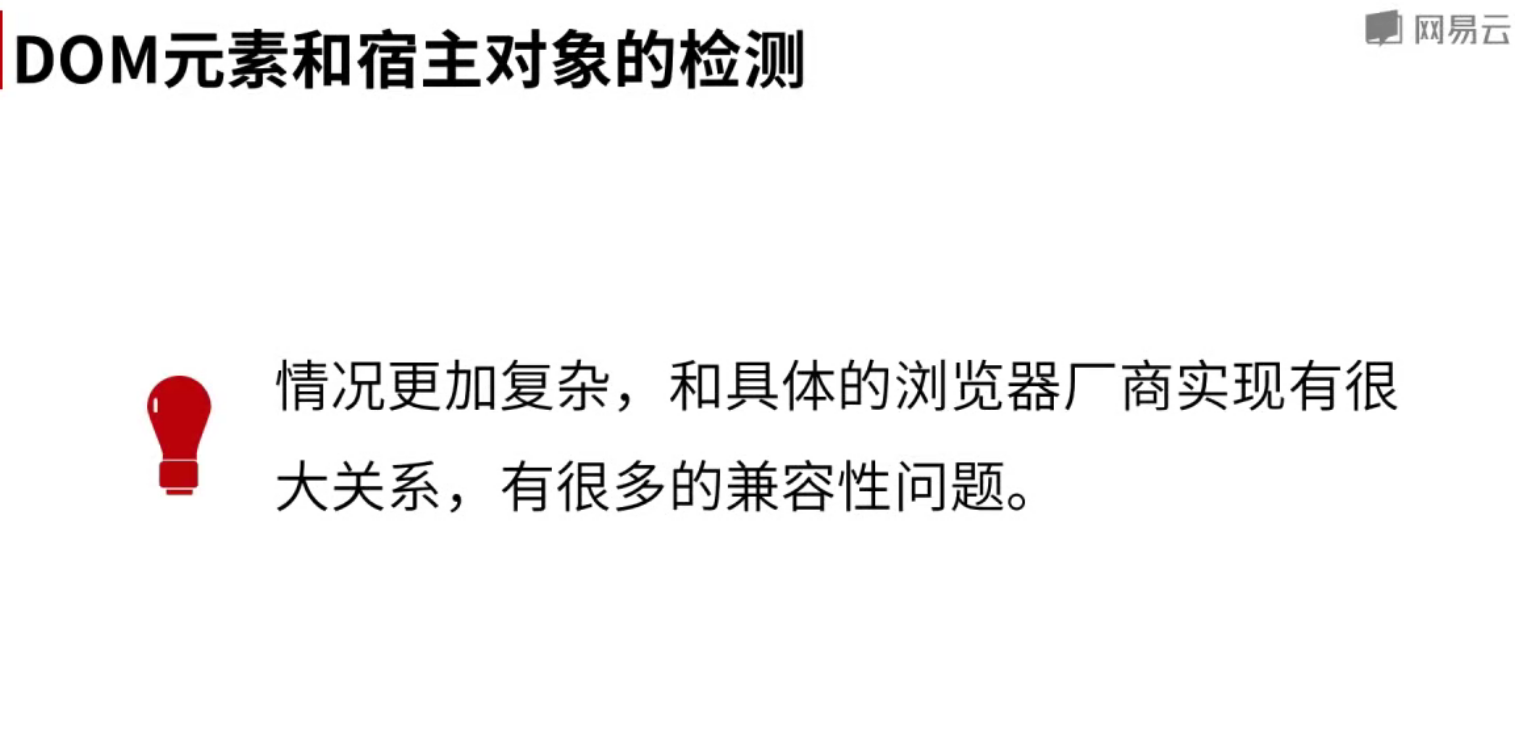 DOM元素和宿主对象的检测
网易云
情况更加复杂，和具体的浏览器厂商实现有很
大关系，有很多的兼容性问题。